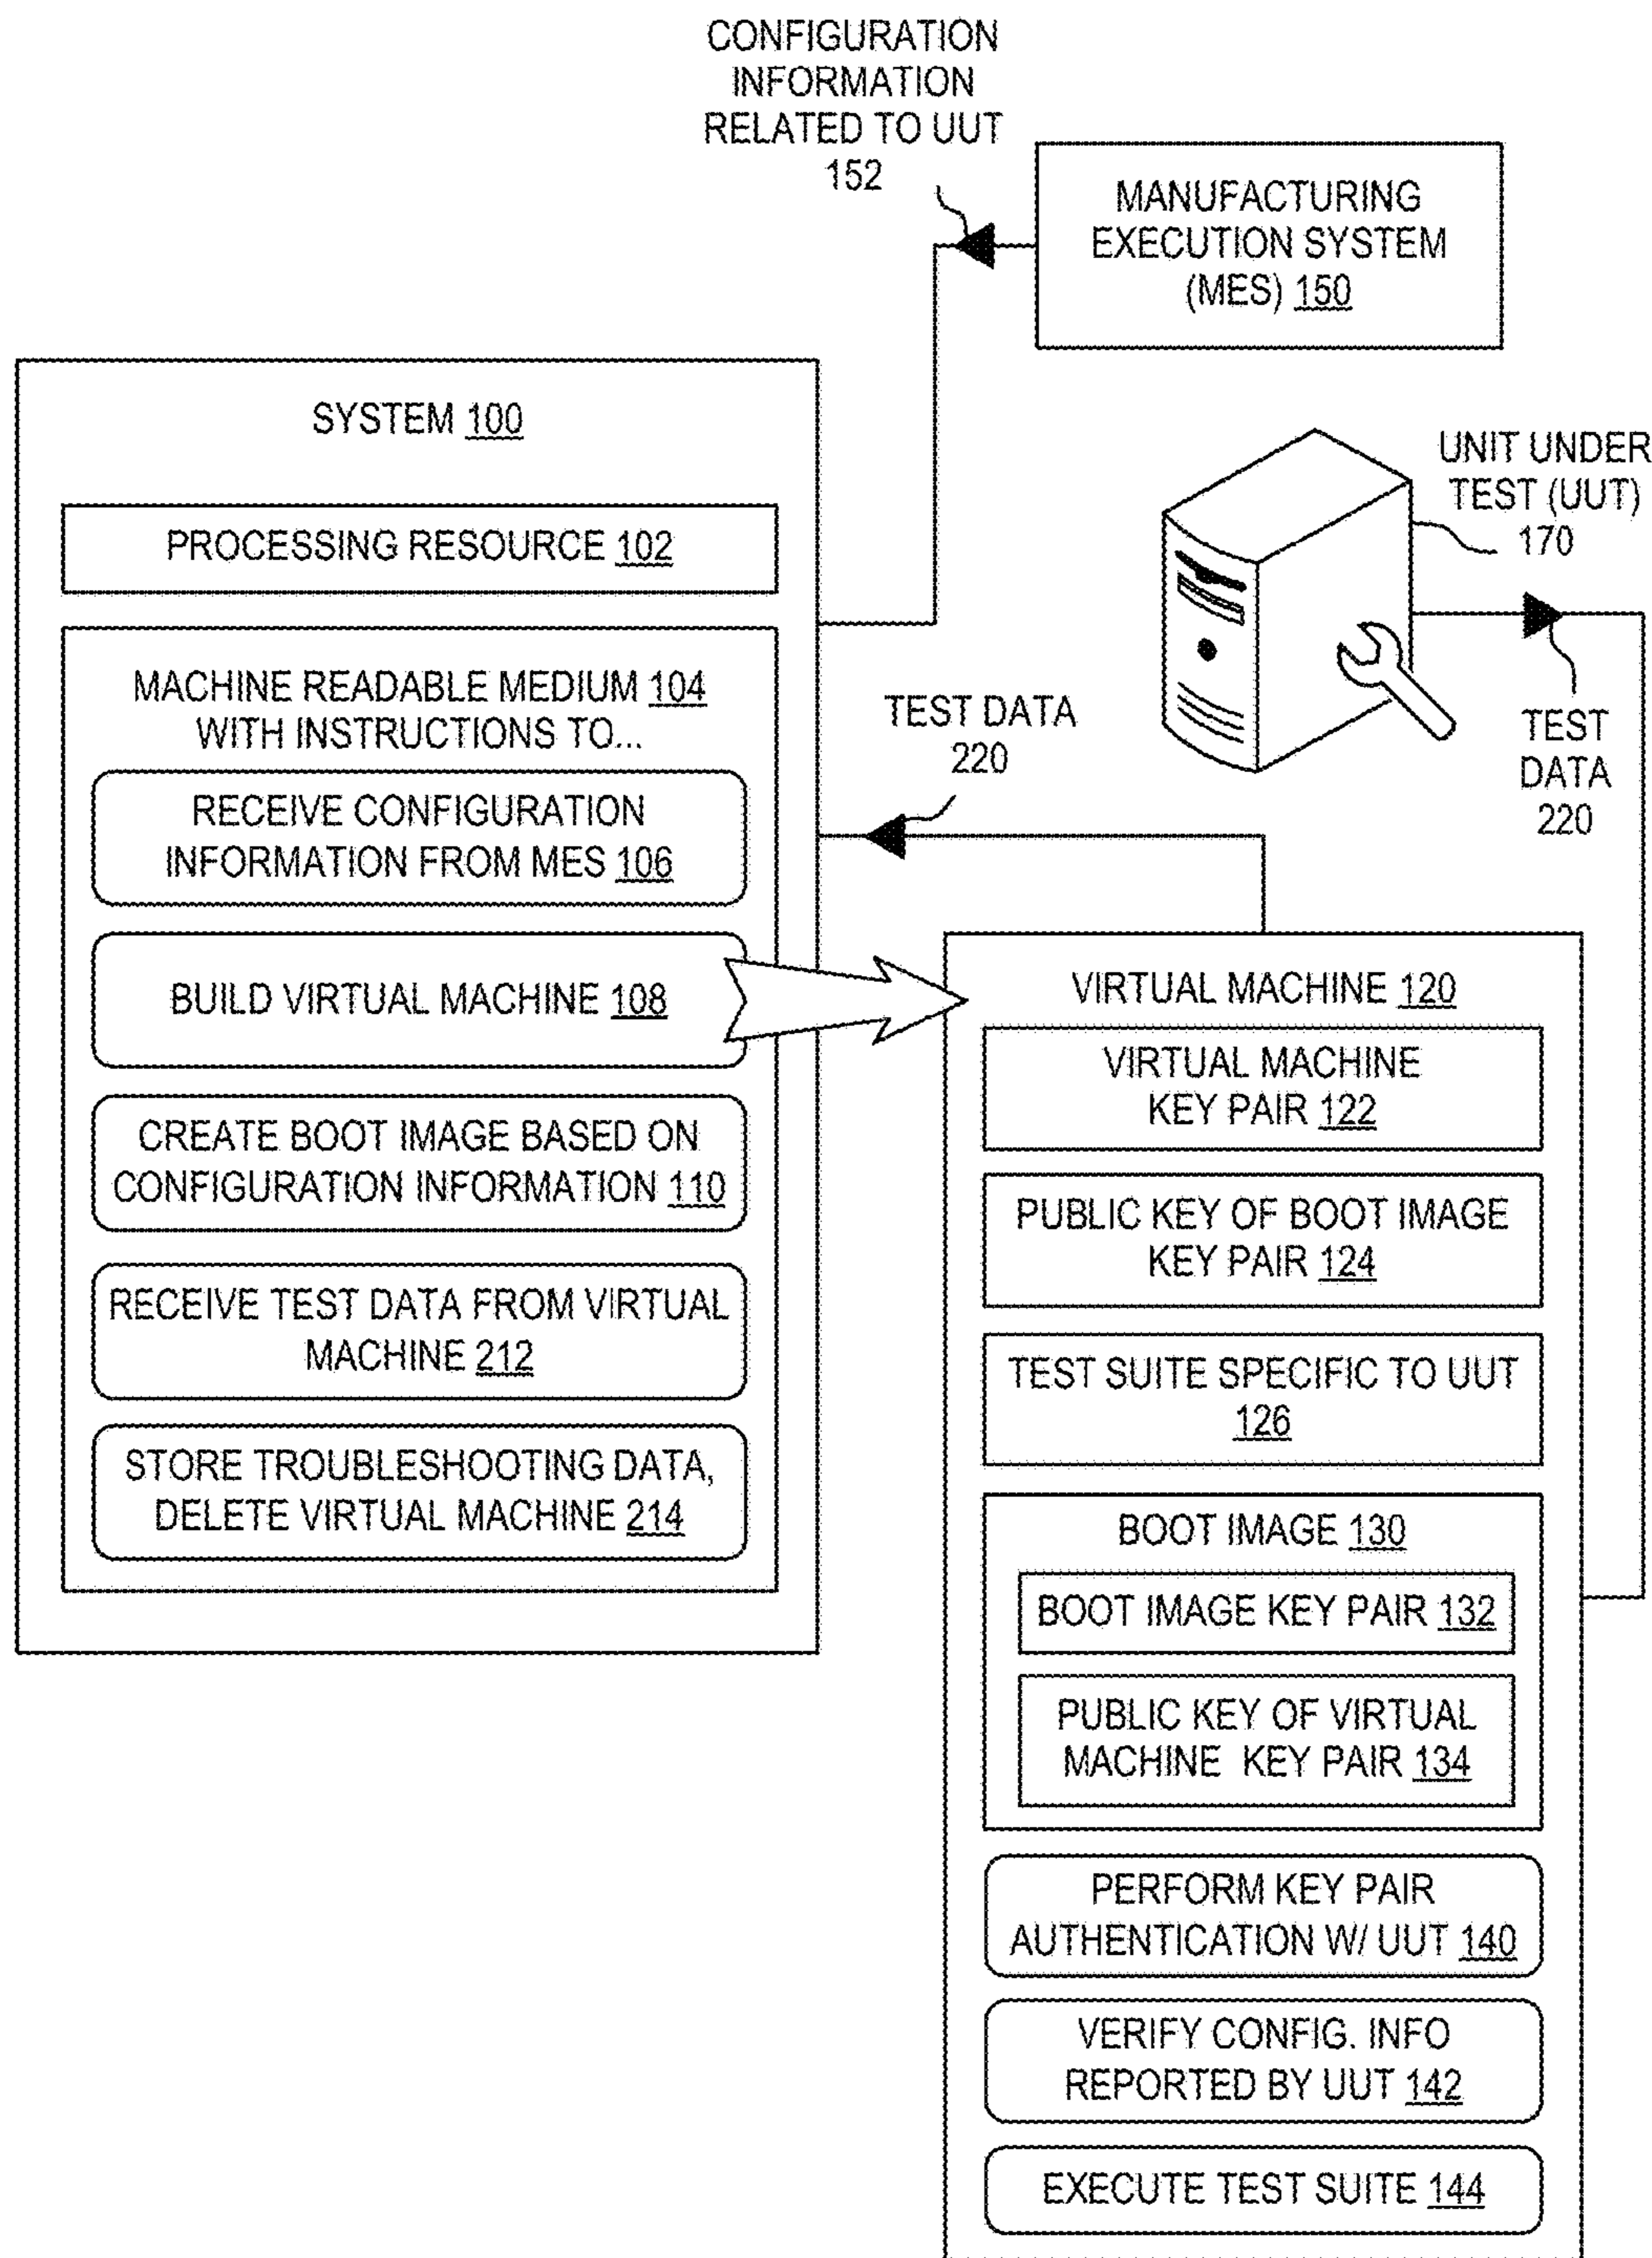 CONFIGURATION
INFORMATION
RELATED TO UUT
152
MANUFACTURING
EXECUTION SYSTEM
(MES) 150
SYSTEM 100
PROCESSING RESOURCE 102
MACHINE READABLE MEDIUM 104
WITH INSTRUCTIONS TO...
RECEIVE CONFIGURATION
INFORMATION FROM MES 106
BUILD VIRTUAL MACHINE 108
CREATE BOOT IMAGE BASED ON
CONFIGURATION INFORMATION 110
RECEIVE TEST DATA FROM VIRTUAL
MACHINE 212
STORE TROUBLESHOOTING DATA,
DELETE VIRTUAL MACHINE 214
UNIT UNDER
TEST (UUT)
170
TEST DATA
220
TEST
DATA
220
VIRTUAL MACHINE 120
VIRTUAL MACHINE
KEY PAIR 122
PUBLIC KEY OF BOOT IMAGE
KEY PAIR 124
TEST SUITE SPECIFIC TO UUT
126
BOOT IMAGE 130
BOOT IMAGE KEY PAIR 132
PUBLIC KEY OF VIRTUAL
MACHINE KEY PAIR 134
PERFORM KEY PAIR
AUTHENTICATION W/ UUT 140
VERIFY CONFIG. INFO
REPORTED BY UUT 142
EXECUTE TEST SUITE 144